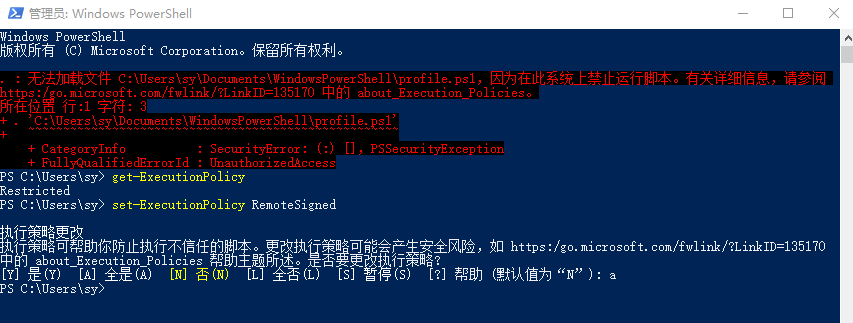 管理员: Windows PowerShell
Windows PowerShell
版权所有 (C) Microsoft Corporation。保留所有权利。
. : 无法加载文件 C:\Users\sy\Documents\WindowsPowerShell\profile.ps1，因为在此系统上禁止运行脚本。有关详细信息，请参阅
https:/go.microsoft.com/fwlink/?LinkID=135170 中的 about_Execution_Policies。
所在位置 行:1 字符: 3
+ . 'C:\Users\sy\Documents\WindowsPowerShell\profile.ps1'
+
+ CategoryInfo : SecurityError: (:) []，PSSecurityException
+ FullyQualifiedErrorId : UnauthorizedAccess
PS C:\Users\sy> get-ExecutionPolicy
Restricted
PS C:\Users\sy> set-ExecutionPolicy RemoteSigned
执行策略更改
执行策略可帮助你防止执行不信任的脚本。更改执行策略可能会产生安全风险，如 https:/go.microsoft.com/fwlink/?LinkID=135170
中的 about_Execution_Policies 帮助主题所述。是否要更改执行策略?
[Y] 是(Y) [A] 全是(A) [N] 否(N) [L] 全否(L) [S] 暂停(S) [?] 帮助 (默认值为“N”): a
PS C:\Users\sy>